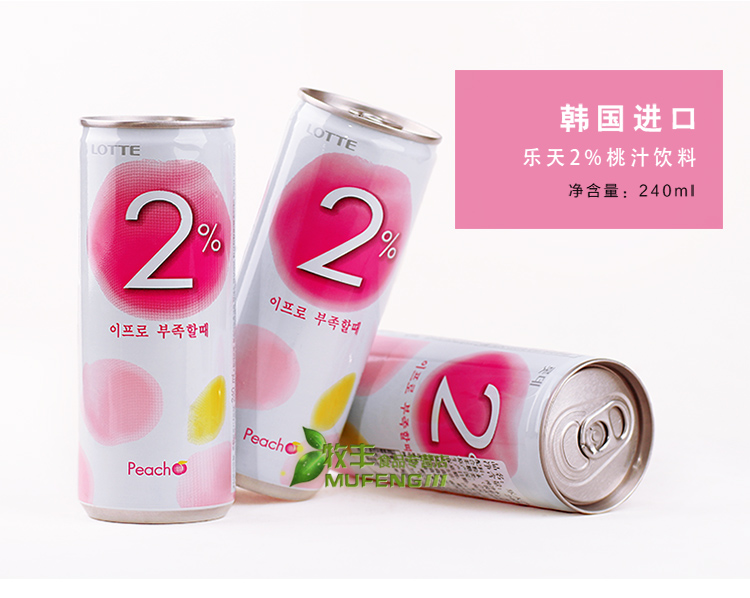 韩国进口
乐天2%桃汁饮料
净含量：240ml
LOTTE
2%
이프로 부족할때
Peach
LOTTE
2%
이프로 부족할때
Peach
롯데
2%
이프로 부족할때
牧丰
MUFENG